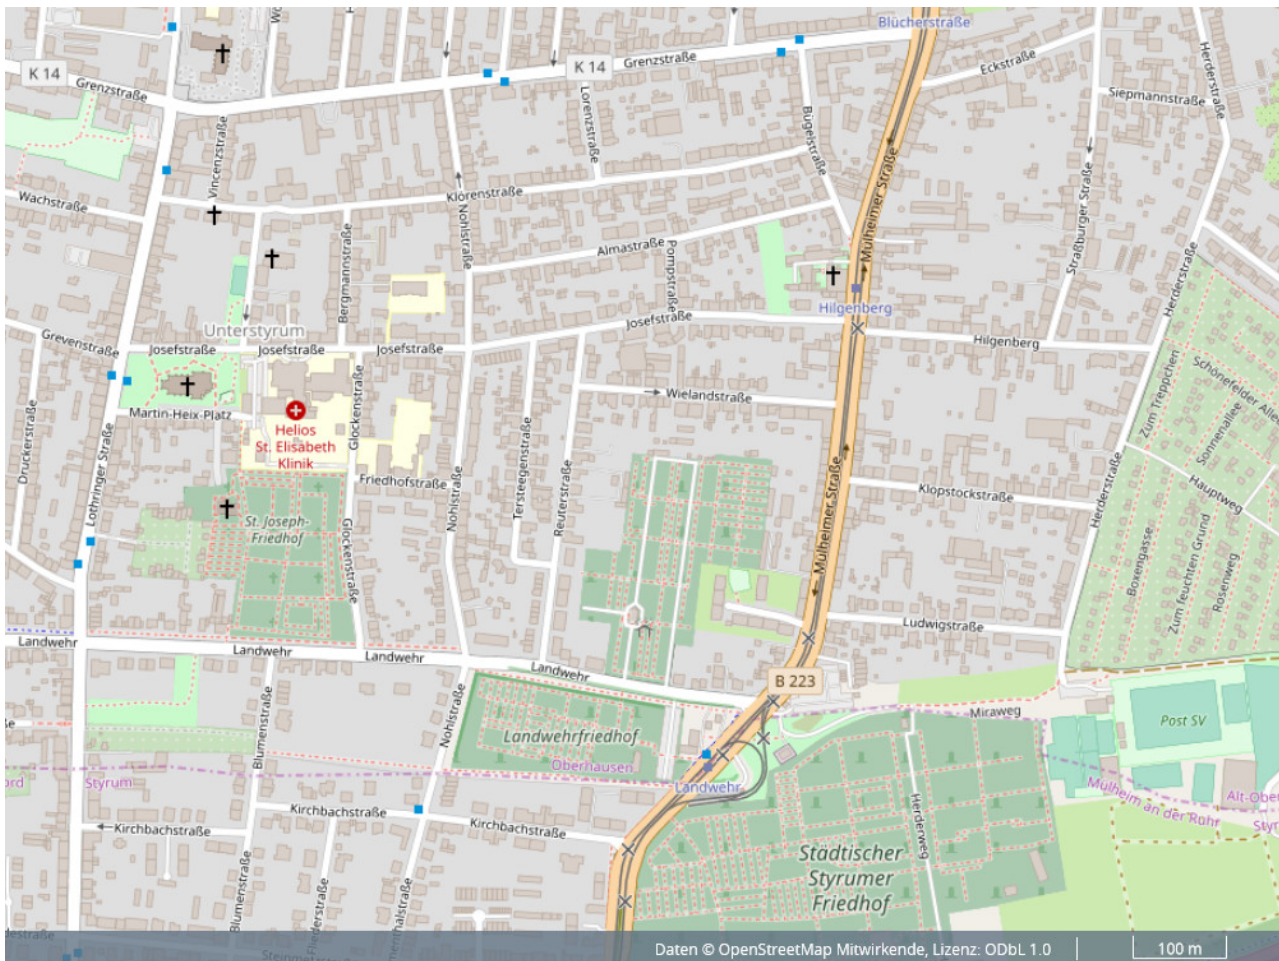 Blücherstraße
K 14
Grenzstraße
K 14
Grenzstraße
Eckstraße
Herderstraße
Siepmannstraße
Lorenzstraße
Bügelstraße
Vincenzstraße
Wachstraße
Klörenstraße
Nohlstraße
Mülheimer Straße
Straßburger Straße
Bergmannstraße
Almastraße
Pompstraße
Herderstraße
Hilgenberg
Unterstyrum
Josefstraße
Grevenstraße
Josefstraße
Josefstraße
Josefstraße
Hilgenberg
Zum Treppchen
Schönefelder Allee
Sonnenallee
Wielandstraße
Martin-Heix-Platz
Glockenstraße
Helios
St. Elisabeth
Klinik
Druckerstraße
Lothringer Straße
Friedhofstraße
Nohlstraße
Tersteegenstraße
Reuterstraße
Klopstockstraße
Herderstraße
Hauptweg
St. Joseph-
Friedhof
Glockenstraße
Mülheimer Straße
Boxengasse
Zum feuchten Grund
Rosenweg
Ludwigstraße
Landwehr
Landwehr
Landwehr
Landwehr
B 223
Nohlstraße
Blumenstraße
Landwehrfriedhof
Miraweg
Post SV
Oberhausen
Styrum
Landwehr
Mülheim an der Ruhr
Alt-Ober
Kirchbachstraße
Kirchbachstraße
Kirchbachstraße
Herderweg
Städtischer
Styrumer
Friedhof
Blumenstraße
Fliederstraße
Daten © OpenStreetMap Mitwirkende, Lizenz: ODbL 1.0
100 m